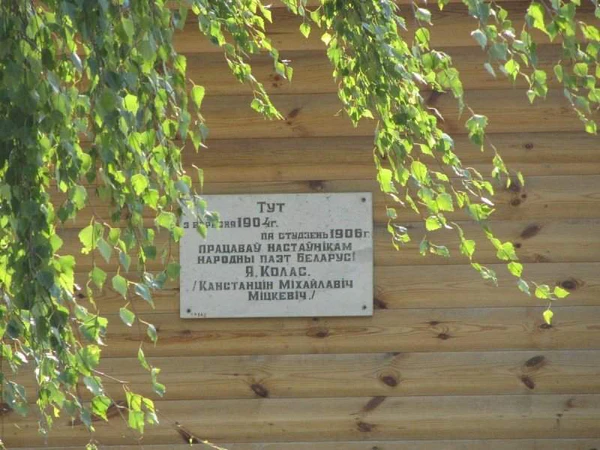 ТУТ
1904г.
ПА СТУДЗЕНЬ 1906г.
ПРАЦАВАЎ НАСТАЎНІКАМ
НАРОДНЫ ПАЭТ БЕЛАРУСІ
Я. КОЛАС.
/КАНСТАНЦІН МІХАЙЛАВІЧ
МІЦКЕВІЧ./